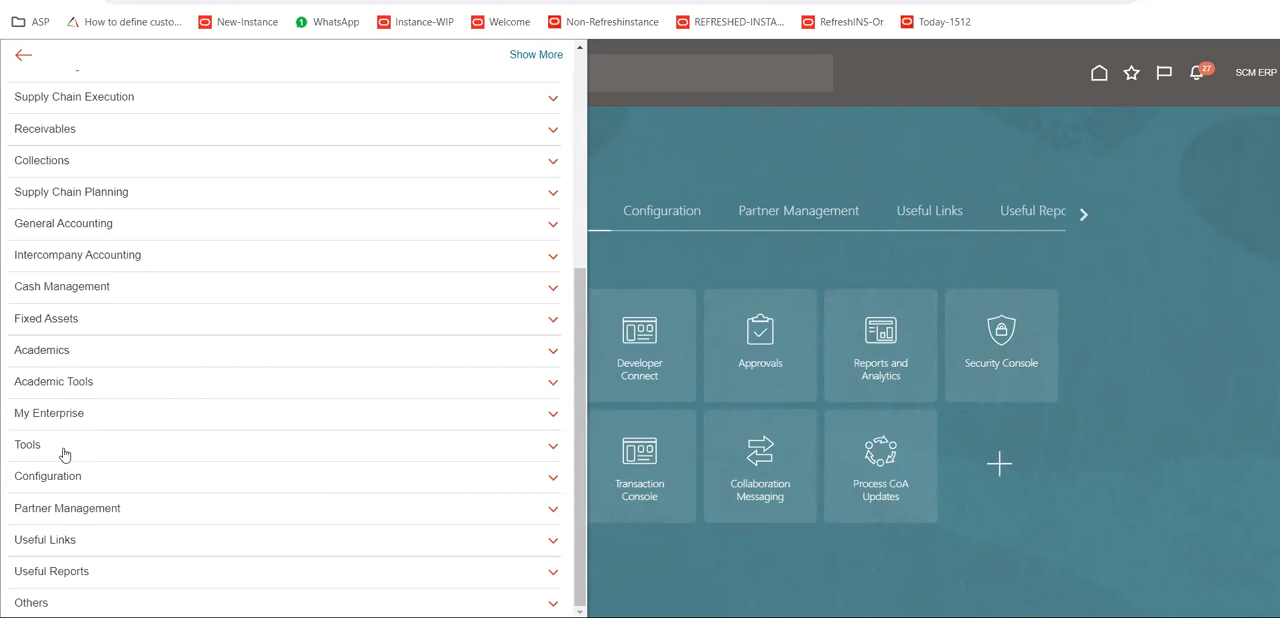 ASP
How to define custo...
New-Instance
WhatsApp
Instance-WIP
Welcome
Non-Refreshinstance
REFRESHED-INSTA...
RefreshINS-Or
Today-1512
Show More
Supply Chain Execution
Receivables
Collections
Supply Chain Planning
General Accounting
Intercompany Accounting
Cash Management
Fixed Assets
Academics
Academic Tools
My Enterprise
Tools
Configuration
Partner Management
Useful Links
Useful Reports
Others
27
SCM ERP
Configuration
Partner Management
Useful Links
Useful Repo
Developer
Connect
Approvals
Reports and
Analytics
Security Console
Transaction
Console
Collaboration
Messaging
Process CoA
Updates